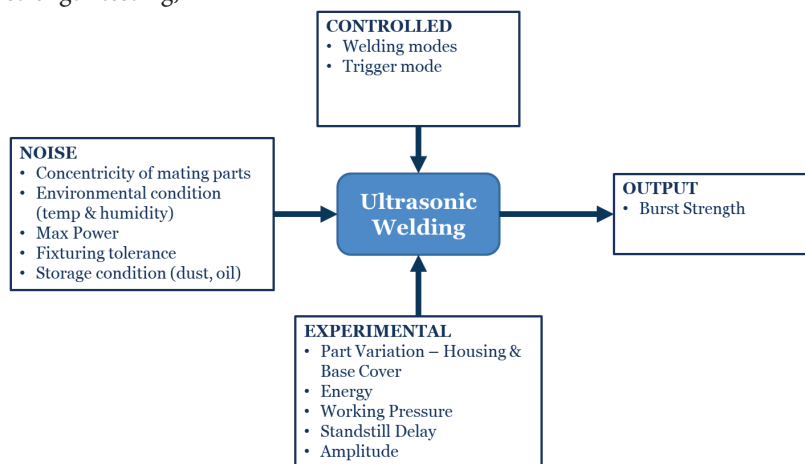 CONTROLLED
• Welding modes
• Trigger mode
NOISE
• Concentricity of mating parts
• Environmental condition
(temp & humidity)
• Max Power
• Fixturing tolerance
• Storage condition (dust, oil)
Ultrasonic
Welding
OUTPUT
• Burst Strength
EXPERIMENTAL
• Part Variation – Housing &
Base Cover
• Energy
• Working Pressure
• Standstill Delay
• Amplitude